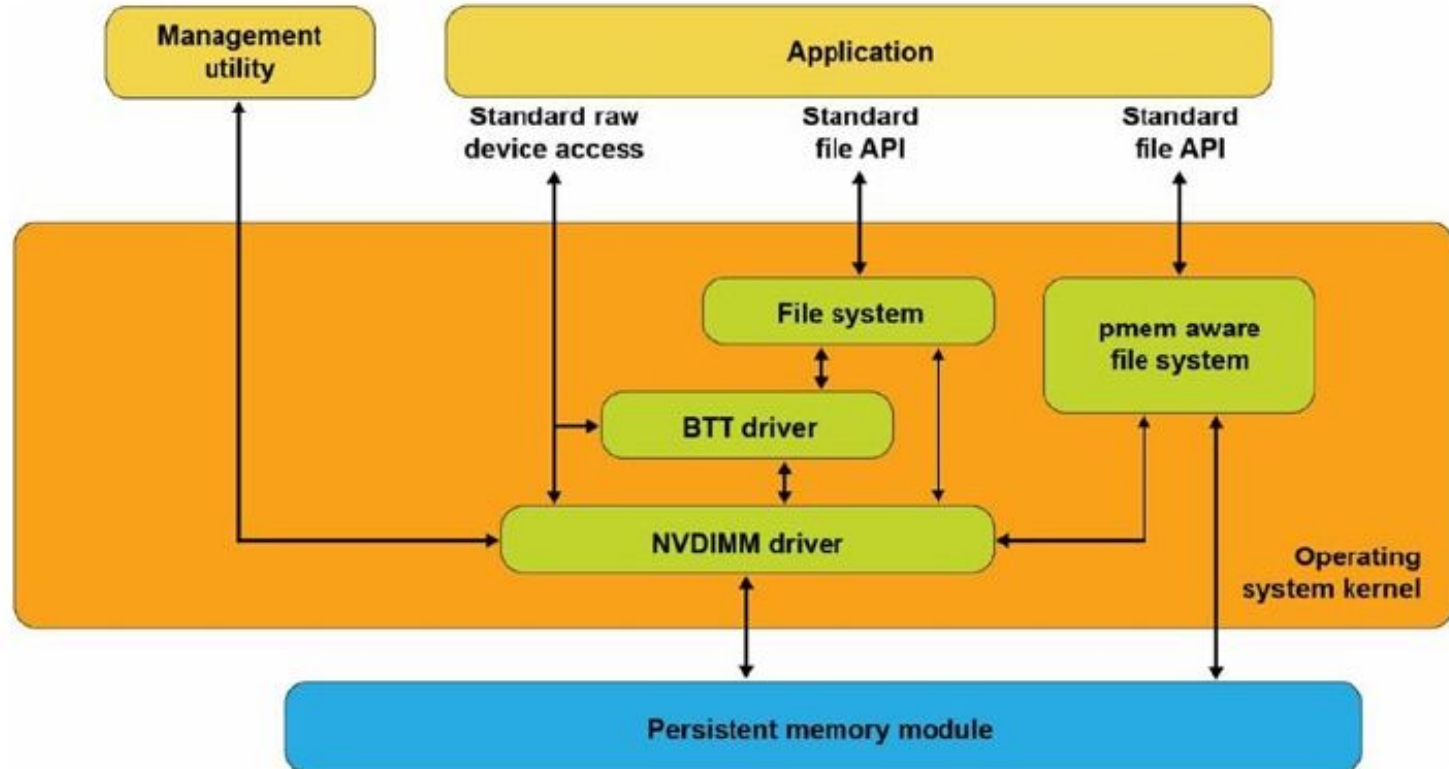 Management
utility
Application
Standard raw
device access
Standard
file API
Standard
file API
File system
pmem aware
file system
BTT driver
NVDIMM driver
Operating
system kernel
Persistent memory module